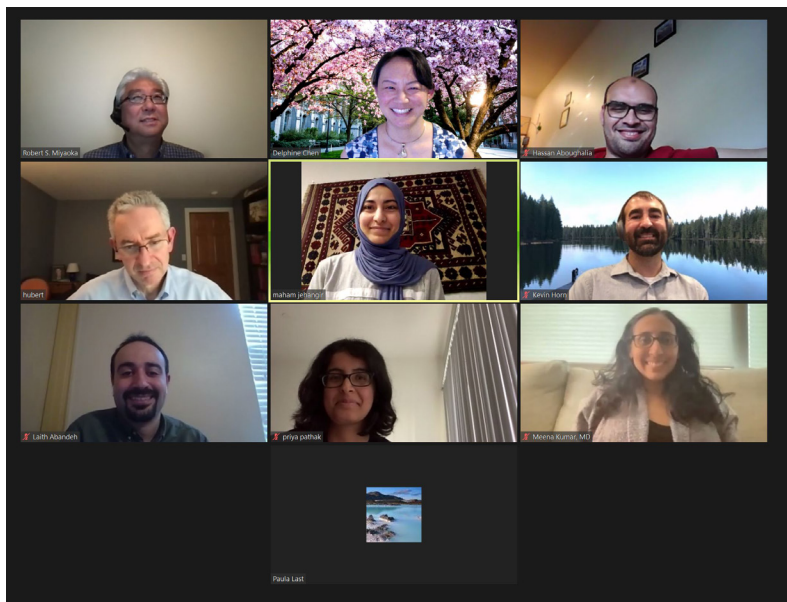 Robert S. Miyaoka
Delphine Chen
Hassan Aboughalia
hubert
maham jehangir
Kevin Horn
Laith Abandeh
priya pathak
Meena Kumar, MD
Paula Last